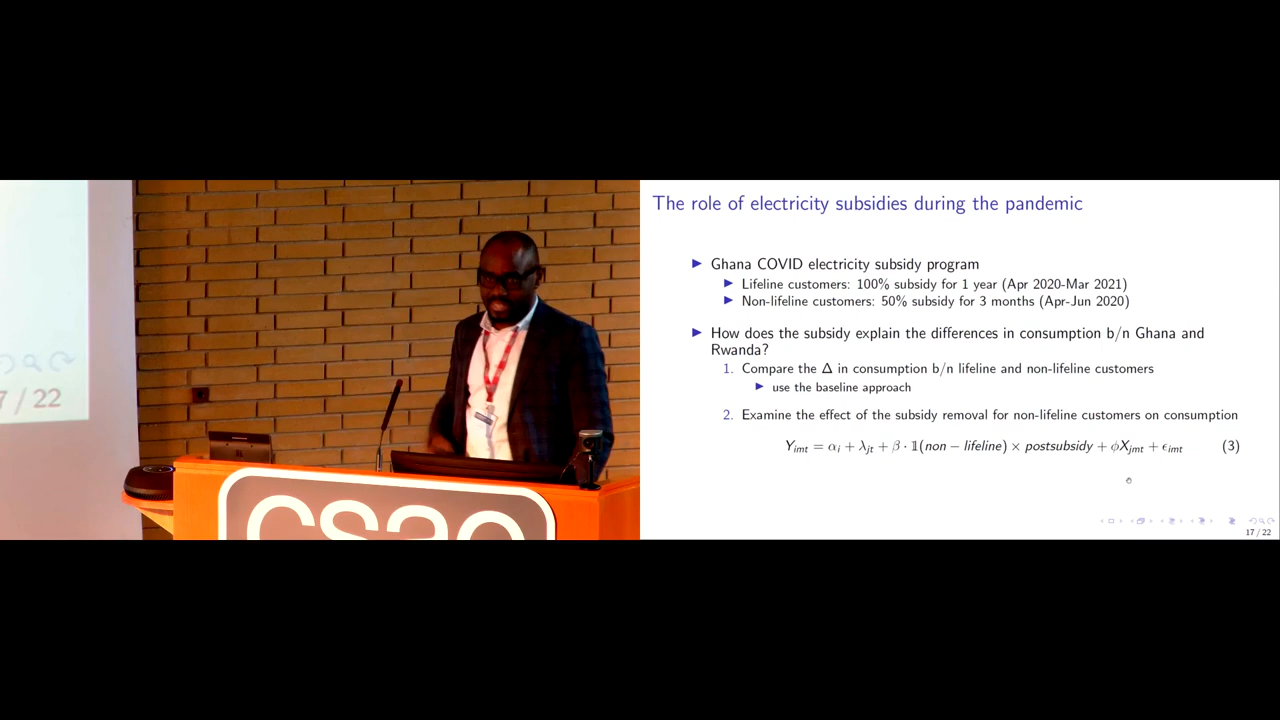 The role of electricity subsidies during the pandemic
▶ Ghana COVID electricity subsidy program
▶ Lifeline customers: 100% subsidy for 1 year (Apr 2020-Mar 2021)
▶ Non-lifeline customers: 50% subsidy for 3 months (Apr-Jun 2020)
▶ How does the subsidy explain the differences in consumption b/n Ghana and
Rwanda?
1. Compare the Δ in consumption b/n lifeline and non-lifeline customers
▶ use the baseline approach
2. Examine the effect of the subsidy removal for non-lifeline customers on consumption
Y_imt = α_i + λ_jt + β · 𝟙(non − lifeline) × postsubsidy + ϕX_jmt + ϵ_imt (3)
17 / 22
7 / 22
csae